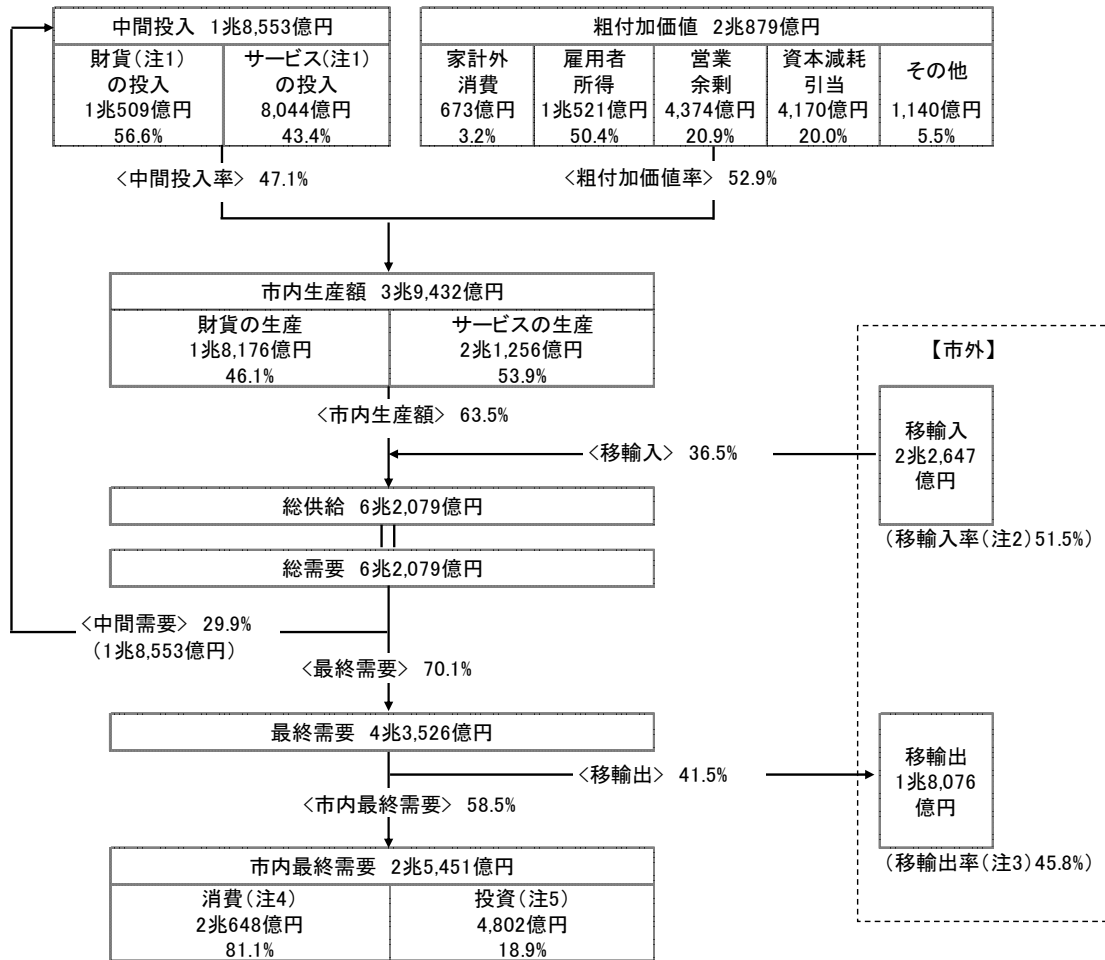 中間投入 1兆8,553億円
財貨(注1)
の投入
1兆509億円
56.6%
サービス(注1)
の投入
8,044億円
43.4%
粗付加価値 2兆879億円
家計外
消費
673億円
3.2%
雇用者
所得
1兆521億円
50.4%
営業
余剰
4,374億円
20.9%
資本減耗
引当
4,170億円
20.0%
その他
1,140億円
5.5%
<中間投入率> 47.1%
<粗付加価値率> 52.9%
市内生産額 3兆9,432億円
財貨の生産
1兆8,176億円
46.1%
サービスの生産
2兆1,256億円
53.9%
【市外】
<市内生産額> 63.5%
<移輸入> 36.5%
移輸入
2兆2,647
億円
(移輸入率(注2)51.5%)
総供給 6兆2,079億円
総需要 6兆2,079億円
<中間需要> 29.9%
(1兆8,553億円)
<最終需要> 70.1%
最終需要 4兆3,526億円
<移輸出> 41.5%
移輸出
1兆8,076
億円
(移輸出率(注3)45.8%)
<市内最終需要> 58.5%
市内最終需要 2兆5,451億円
消費(注4)
2兆648億円
81.1%
投資(注5)
4,802億円
18.9%